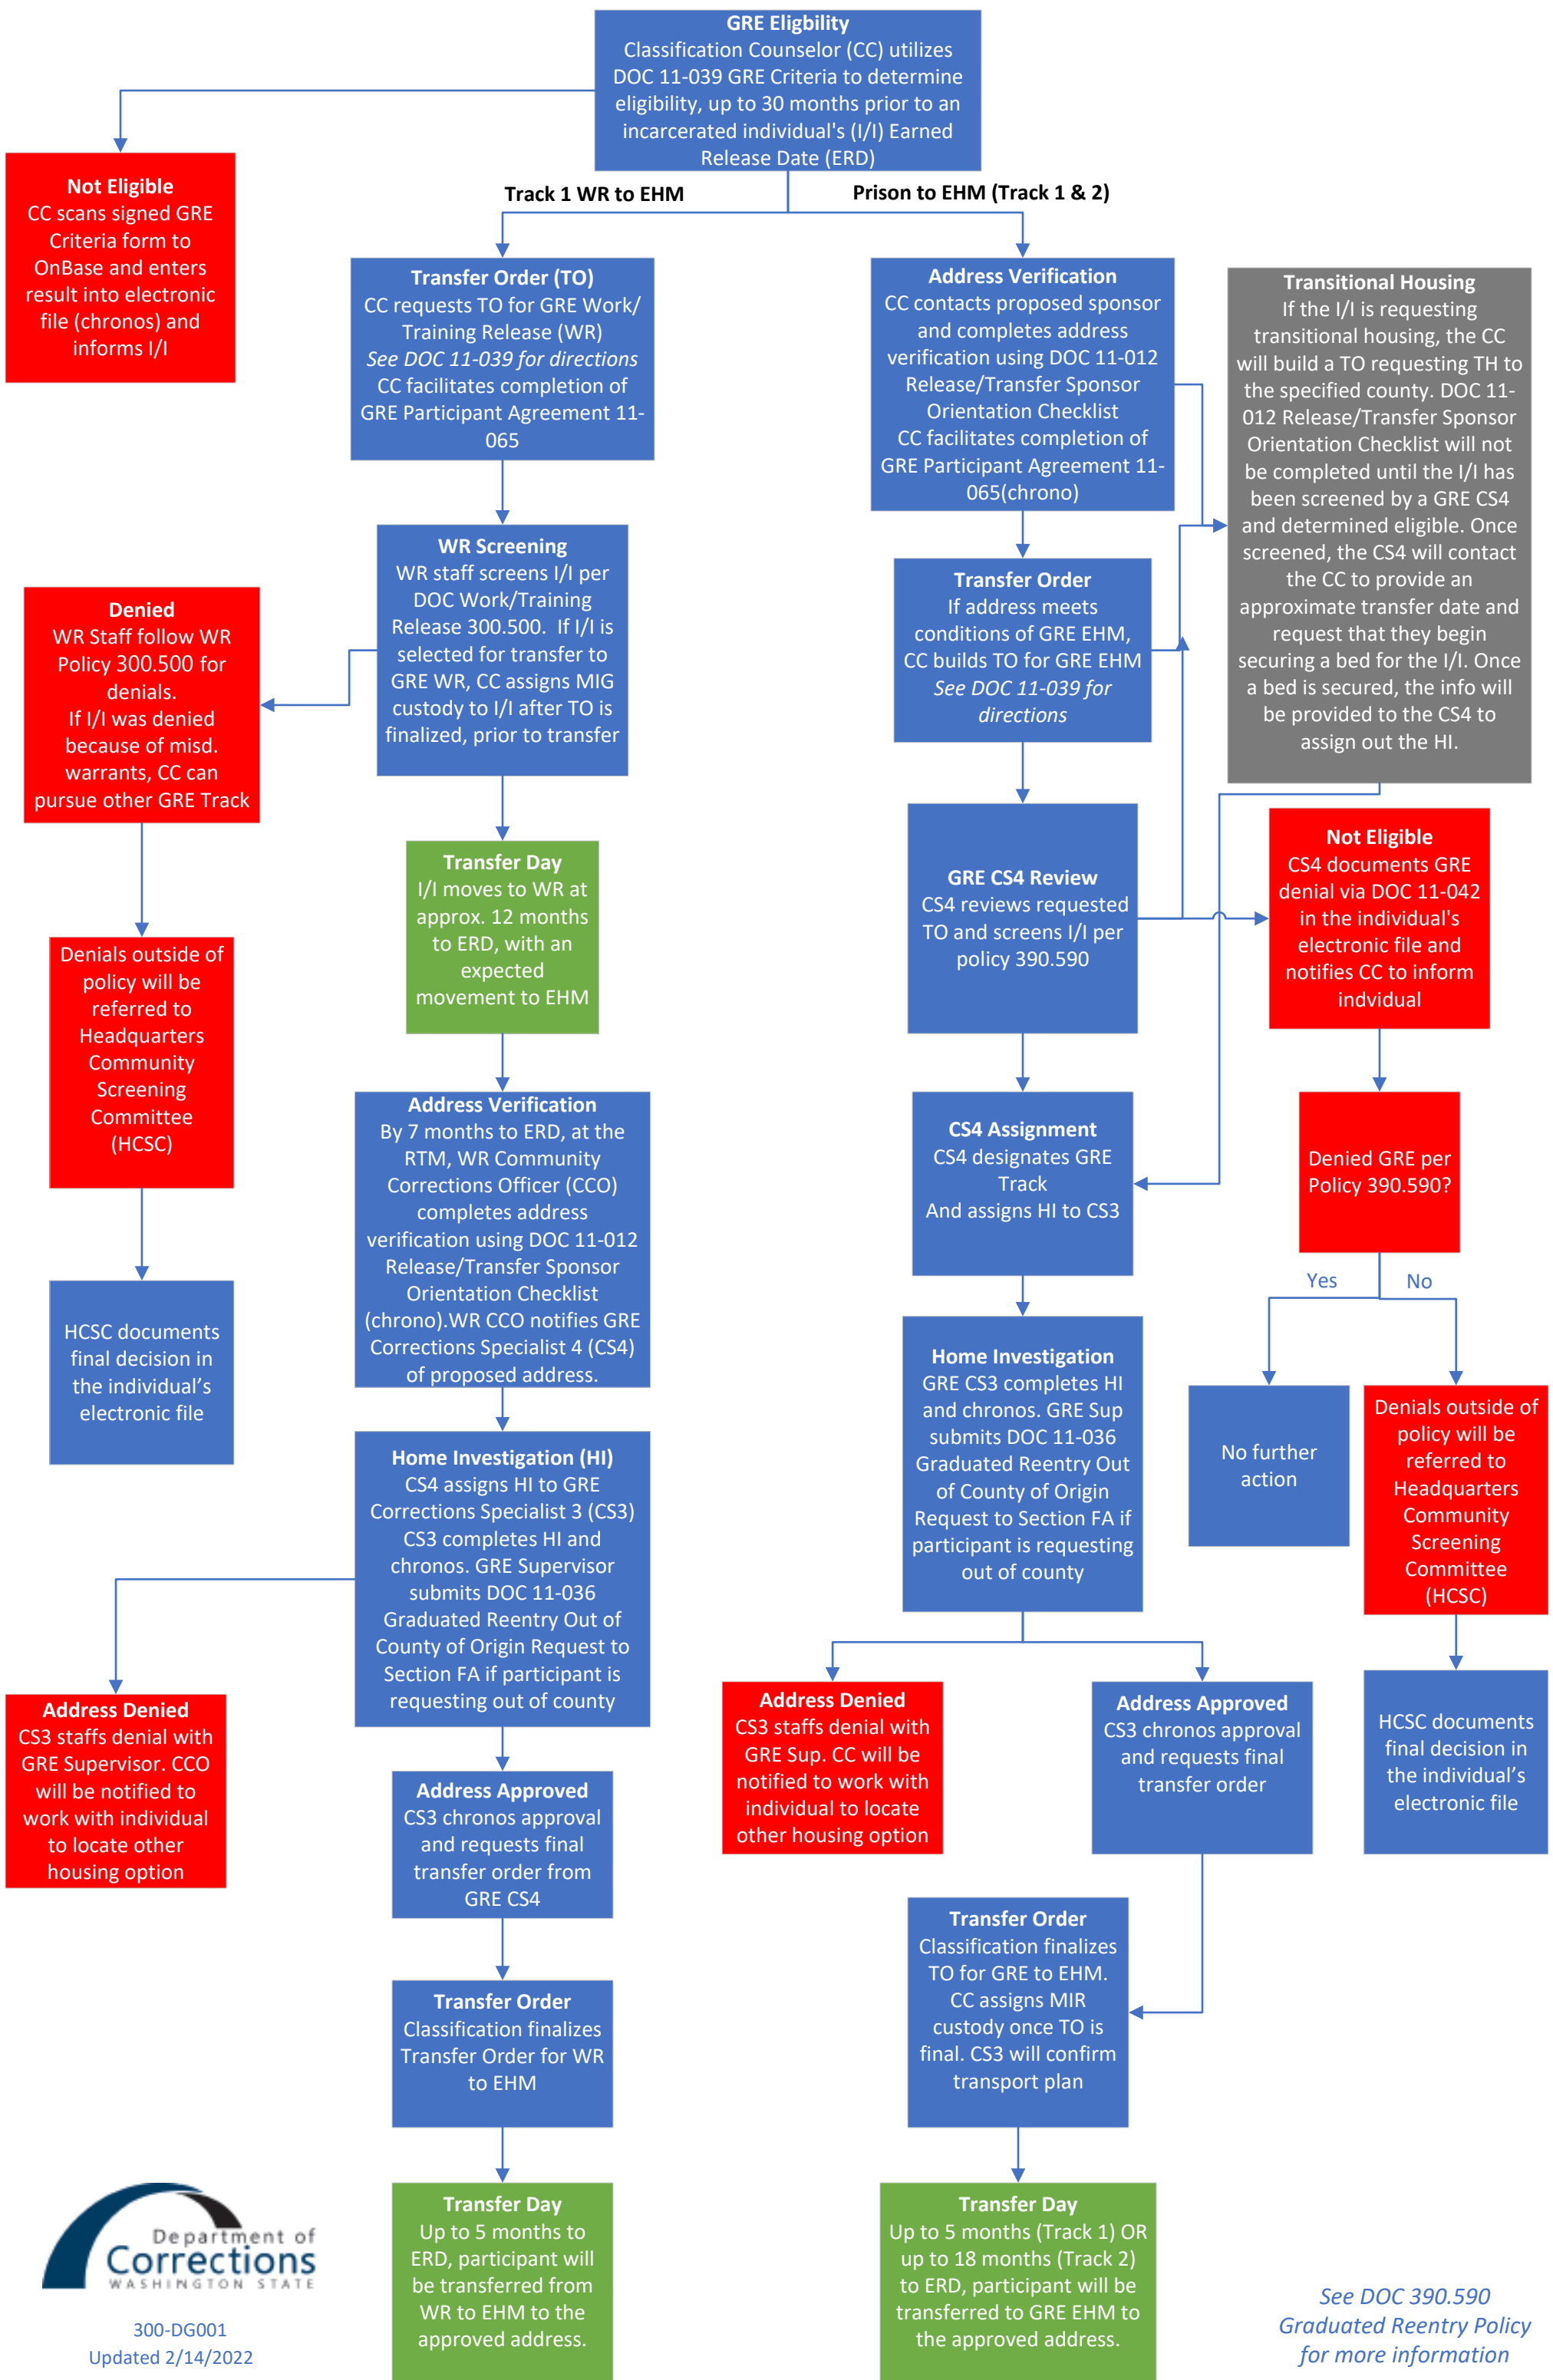 GRE Eligbility
Classification Counselor (CC) utilizes
DOC 11-039 GRE Criteria to determine
eligibility, up to 30 months prior to an
incarcerated individual's (I/I) Earned
Release Date (ERD)
Not Eligible
CC scans signed GRE
Criteria form to
OnBase and enters
result into electronic
file (chronos) and
informs I/I
Track 1 WR to EHM
Prison to EHM (Track 1 & 2)
Transfer Order (TO)
CC requests TO for GRE Work/
Training Release (WR)
See DOC 11-039 for directions
CC facilitates completion of
GRE Participant Agreement 11-
065
WR Screening
WR staff screens I/I per
DOC Work/Training
Release 300.500.  If I/I is
selected for transfer to
GRE WR, CC assigns MIG
custody to I/I after TO is
finalized, prior to transfer
Denied
WR Staff follow WR
Policy 300.500 for
denials.
If I/I was denied
because of misd.
warrants, CC can
pursue other GRE Track
Denials outside of
policy will be
referred to
Headquarters
Community
Screening
Committee
(HCSC)
HCSC documents
final decision in
the individual's
electronic file
Transfer Day
I/I moves to WR at
approx. 12 months
to ERD, with an
expected
movement to EHM
Address Verification
By 7 months to ERD, at the
RTM, WR Community
Corrections Officer (CCO)
completes address
verification using DOC 11-012
Release/Transfer Sponsor
Orientation Checklist
(chrono).WR CCO notifies GRE
Corrections Specialist 4 (CS4)
of proposed address.
Home Investigation (HI)
CS4 assigns HI to GRE
Corrections Specialist 3 (CS3)
CS3 completes HI and
chronos. GRE Supervisor
submits DOC 11-036
Graduated Reentry Out of
County of Origin Request to
Section FA if participant is
requesting out of county
Address Denied
CS3 staffs denial with
GRE Supervisor. CCO
will be notified to
work with individual
to locate other
housing option
Address Approved
CS3 chronos approval
and requests final
transfer order from
GRE CS4
Transfer Order
Classification finalizes
Transfer Order for WR
to EHM
Transfer Day
Up to 5 months to
ERD, participant will
be transferred from
WR to EHM to the
approved address.
Address Verification
CC contacts proposed sponsor
and completes address
verification using DOC 11-012
Release/Transfer Sponsor
Orientation Checklist
CC facilitates completion of
GRE Participant Agreement 11-
065(chrono)
Transitional Housing
If the I/I is requesting
transitional housing, the CC
will build a TO requesting TH to
the specified county. DOC 11-
012 Release/Transfer Sponsor
Orientation Checklist will not
be completed until the I/I has
been screened by a GRE CS4
and determined eligible. Once
screened, the CS4 will contact
the CC to provide an
approximate transfer date and
request that they begin
securing a bed for the I/I. Once
a bed is secured, the info will
be provided to the CS4 to
assign out the HI.
Transfer Order
If address meets
conditions of GRE EHM,
CC builds TO for GRE EHM
See DOC 11-039 for
directions
GRE CS4 Review
CS4 reviews requested
TO and screens I/I per
policy 390.590
Not Eligible
CS4 documents GRE
denial via DOC 11-042
in the individual's
electronic file and
notifies CC to inform
indvidual
CS4 Assignment
CS4 designates GRE
Track
And assigns HI to CS3
Denied GRE per
Policy 390.590?
Yes
No
No further
action
Denials outside of
policy will be
referred to
Headquarters
Community
Screening
Committee
(HCSC)
HCSC documents
final decision in
the individual's
electronic file
Home Investigation
GRE CS3 completes HI
and chronos. GRE Sup
submits DOC 11-036
Graduated Reentry Out
of County of Origin
Request to Section FA if
participant is requesting
out of county
Address Denied
CS3 staffs denial with
GRE Sup. CC will be
notified to work with
individual to locate
other housing option
Address Approved
CS3 chronos approval
and requests final
transfer order
Transfer Order
Classification finalizes
TO for GRE to EHM.
CC assigns MIR
custody once TO is
final. CS3 will confirm
transport plan
Transfer Day
Up to 5 months (Track 1) OR
up to 18 months (Track 2)
to ERD, participant will be
transferred to GRE EHM to
the approved address.
Department of
Corrections
WASHINGTON STATE
300-DG001
Updated 2/14/2022
See DOC 390.590
Graduated Reentry Policy
for more information